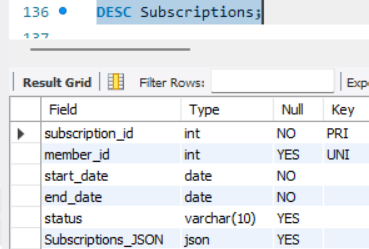 136 DESC Subscriptions;
137
Result Grid Filter Rows:
Field Type Null Key
subscription_id int NO PRI
member_id int YES UNI
start_date date NO
end_date date NO
status varchar(10) YES
Subscriptions_JSON json YES